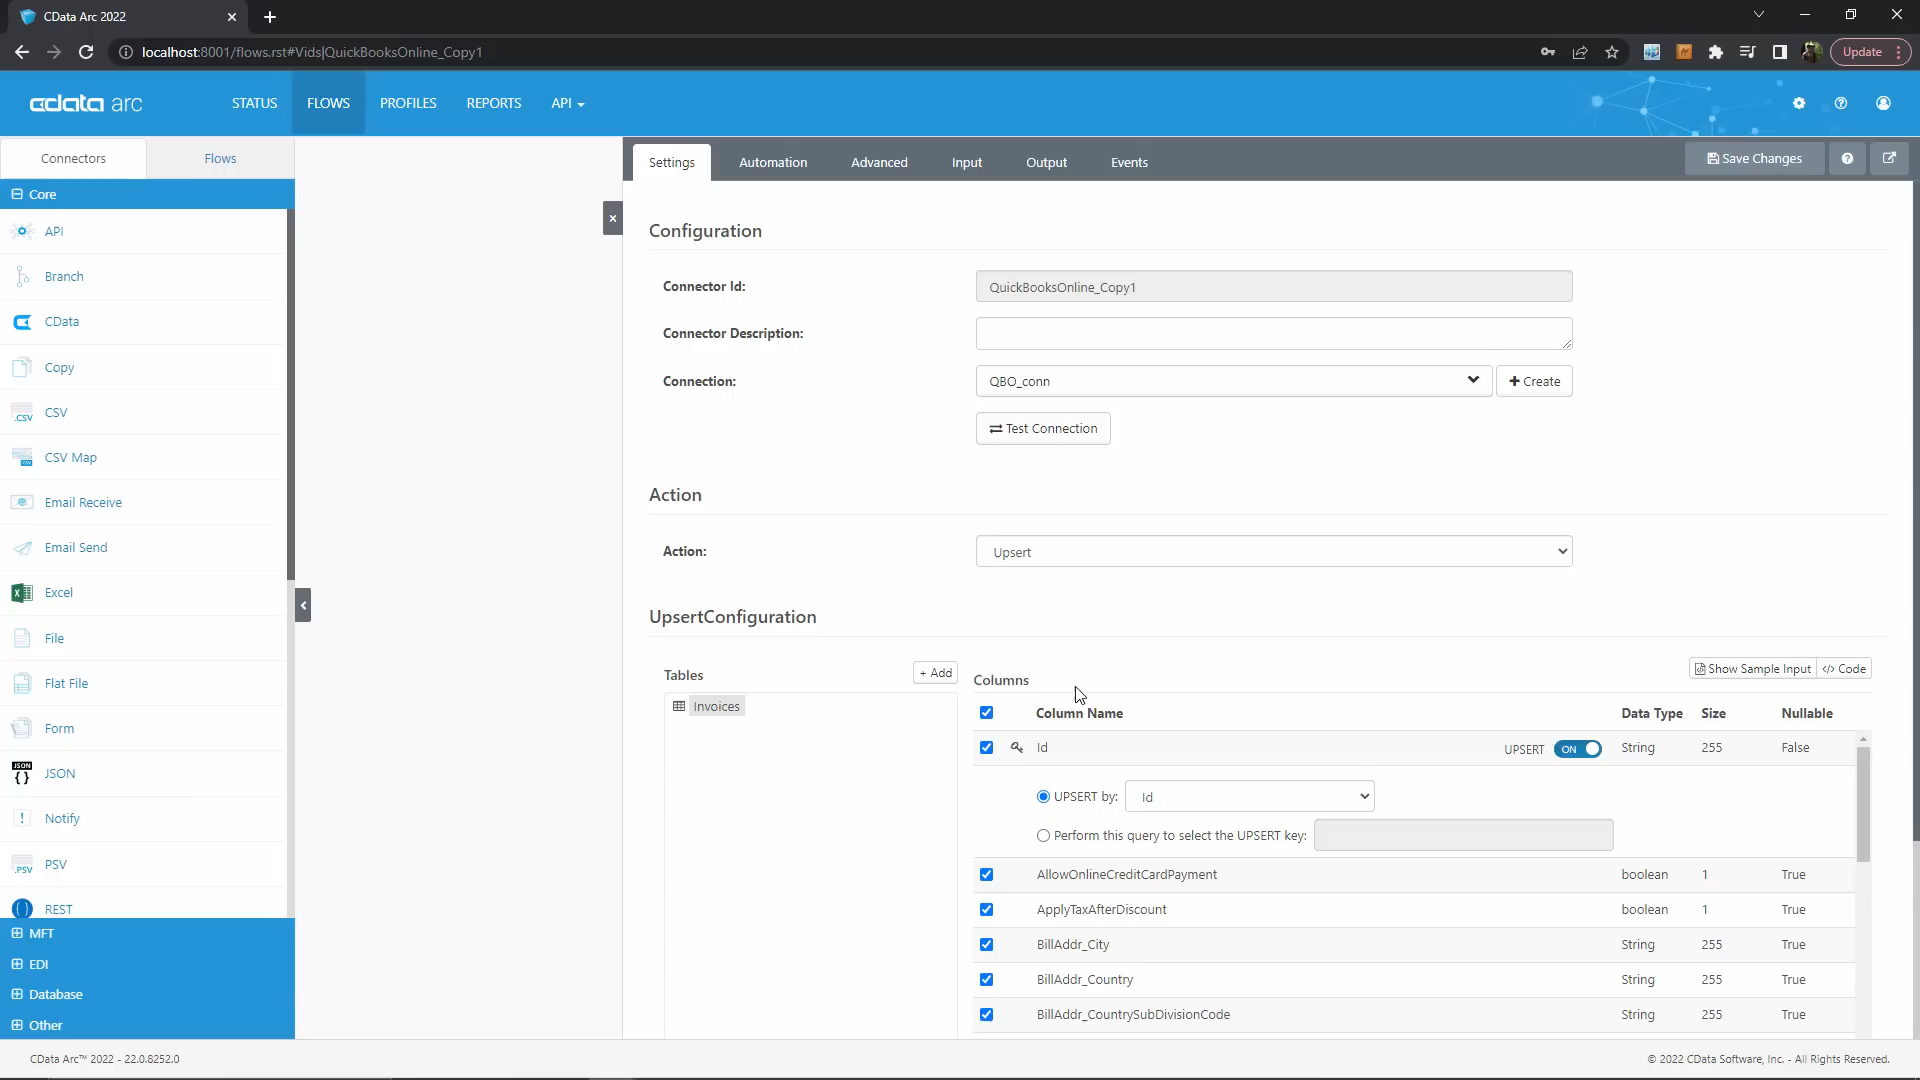 CData Arc 2022
localhost:8001/flows.rst#Vids|QuickBooksOnline_Copy1
Update
cdata arc
STATUS
FLOWS
PROFILES
REPORTS
API
Connectors
Flows
Settings
Automation
Advanced
Input
Output
Events
Save Changes
Core
API
Branch
CData
Copy
CSV
CSV Map
Email Receive
Email Send
Excel
File
Flat File
Form
JSON
Notify
PSV
REST
MFT
EDI
Database
Other
Configuration
Connector Id:
QuickBooksOnline_Copy1
Connector Description:
Connection:
QBO_conn
+ Create
Test Connection
Action
Action:
Upsert
UpsertConfiguration
Tables
+ Add
Invoices
Columns
Show Sample Input
</> Code
Column Name Data Type Size Nullable
Id UPSERT ON String 255 False
UPSERT by: Id
Perform this query to select the UPSERT key:
AllowOnlineCreditCardPayment boolean 1 True
ApplyTaxAfterDiscount boolean 1 True
BillAddr_City String 255 True
BillAddr_Country String 255 True
BillAddr_CountrySubDivisionCode String 255 True
CData Arc™ 2022 - 22.0.8252.0
© 2022 CData Software, Inc. - All Rights Reserved.